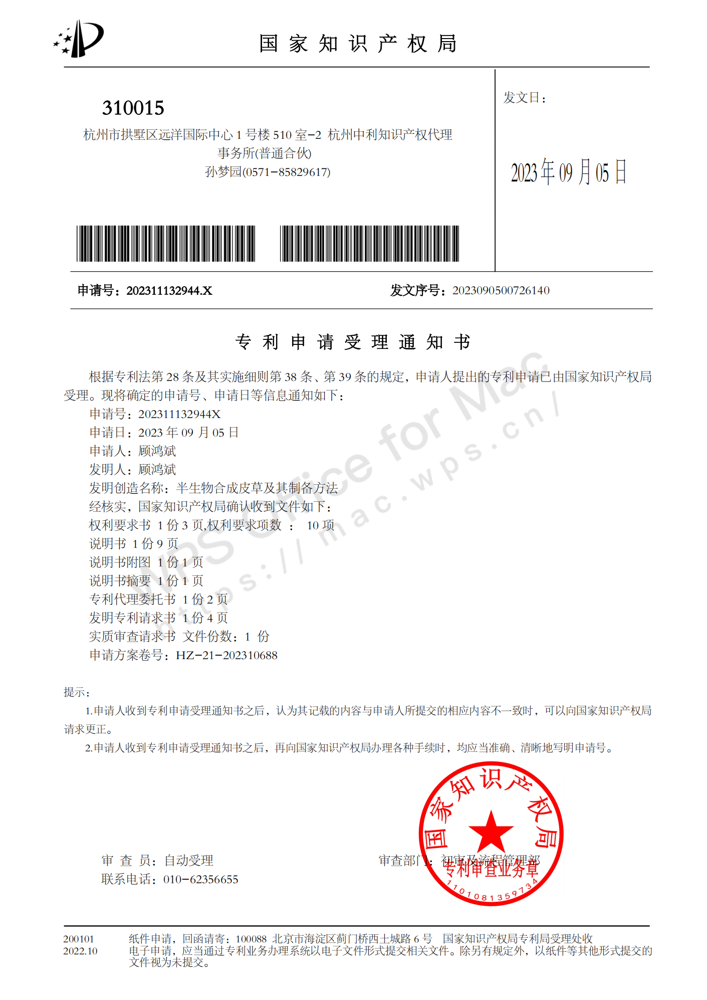 国家知识产权局
310015
杭州市拱墅区远洋国际中心 1 号楼 510 室-2 杭州中利知识产权代理
事务所(普通合伙)
孙梦园(0571-85829617)
发文日：
2023 年 09 月 05 日
申请号：202311132944.X
发文序号：2023090500726140
专利申请受理通知书
根据专利法第 28 条及其实施细则第 38 条、第 39 条的规定，申请人提出的专利申请已由国家知识产权局
受理。现将确定的申请号、申请日等信息通知如下：
申请号：202311132944X
申请日：2023 年 09 月 05 日
申请人：顾鸿斌
发明人：顾鸿斌
发明创造名称：半生物合成皮草及其制备方法
经核实，国家知识产权局确认收到文件如下：
权利要求书 1 份 3 页,权利要求项数 ： 10 项
说明书 1 份 9 页
说明书附图 1 份 1 页
说明书摘要 1 份 1 页
专利代理委托书 1 份 2 页
发明专利请求书 1 份 4 页
实质审查请求书 文件份数：1 份
申请方案卷号：HZ-21-202310688
WPS Office for Mac
https://mac.wps.cn/
提示：
1.申请人收到专利申请受理通知书之后，认为其记载的内容与申请人所提交的相应内容不一致时，可以向国家知识产权局
请求更正。
2.申请人收到专利申请受理通知书之后，再向国家知识产权局办理各种手续时，均应当准确、清晰地写明申请号。
审 查 员：自动受理
审查部门：初审及流程管理部
联系电话：010-62356655
国家知识产权局
专利审查业务章
1101081359734
200101
2022.10
纸件申请，回函请寄：100088 北京市海淀区蓟门桥西土城路 6 号 国家知识产权局专利局受理处收
电子申请，应当通过专利业务办理系统以电子文件形式提交相关文件。除另有规定外，以纸件等其他形式提交的
文件视为未提交。